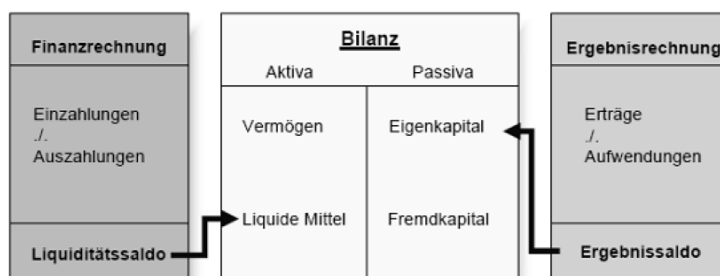 Finanzrechnung
Einzahlungen
./.
Auszahlungen
Liquiditätssaldo
Bilanz
Aktiva
Passiva
Vermögen
Eigenkapital
Liquide Mittel
Fremdkapital
Ergebnisrechnung
Erträge
./.
Aufwendungen
Ergebnissaldo